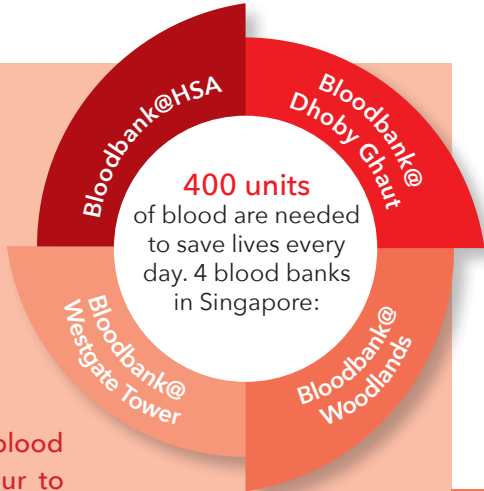 Bloodbank@HSA
Bloodbank@
Dhoby Ghaut
400 units
of blood are needed
to save lives every
day. 4 blood banks
in Singapore:
Bloodbank@
Westgate Tower
Bloodbank@
Woodlands
blood
ur to